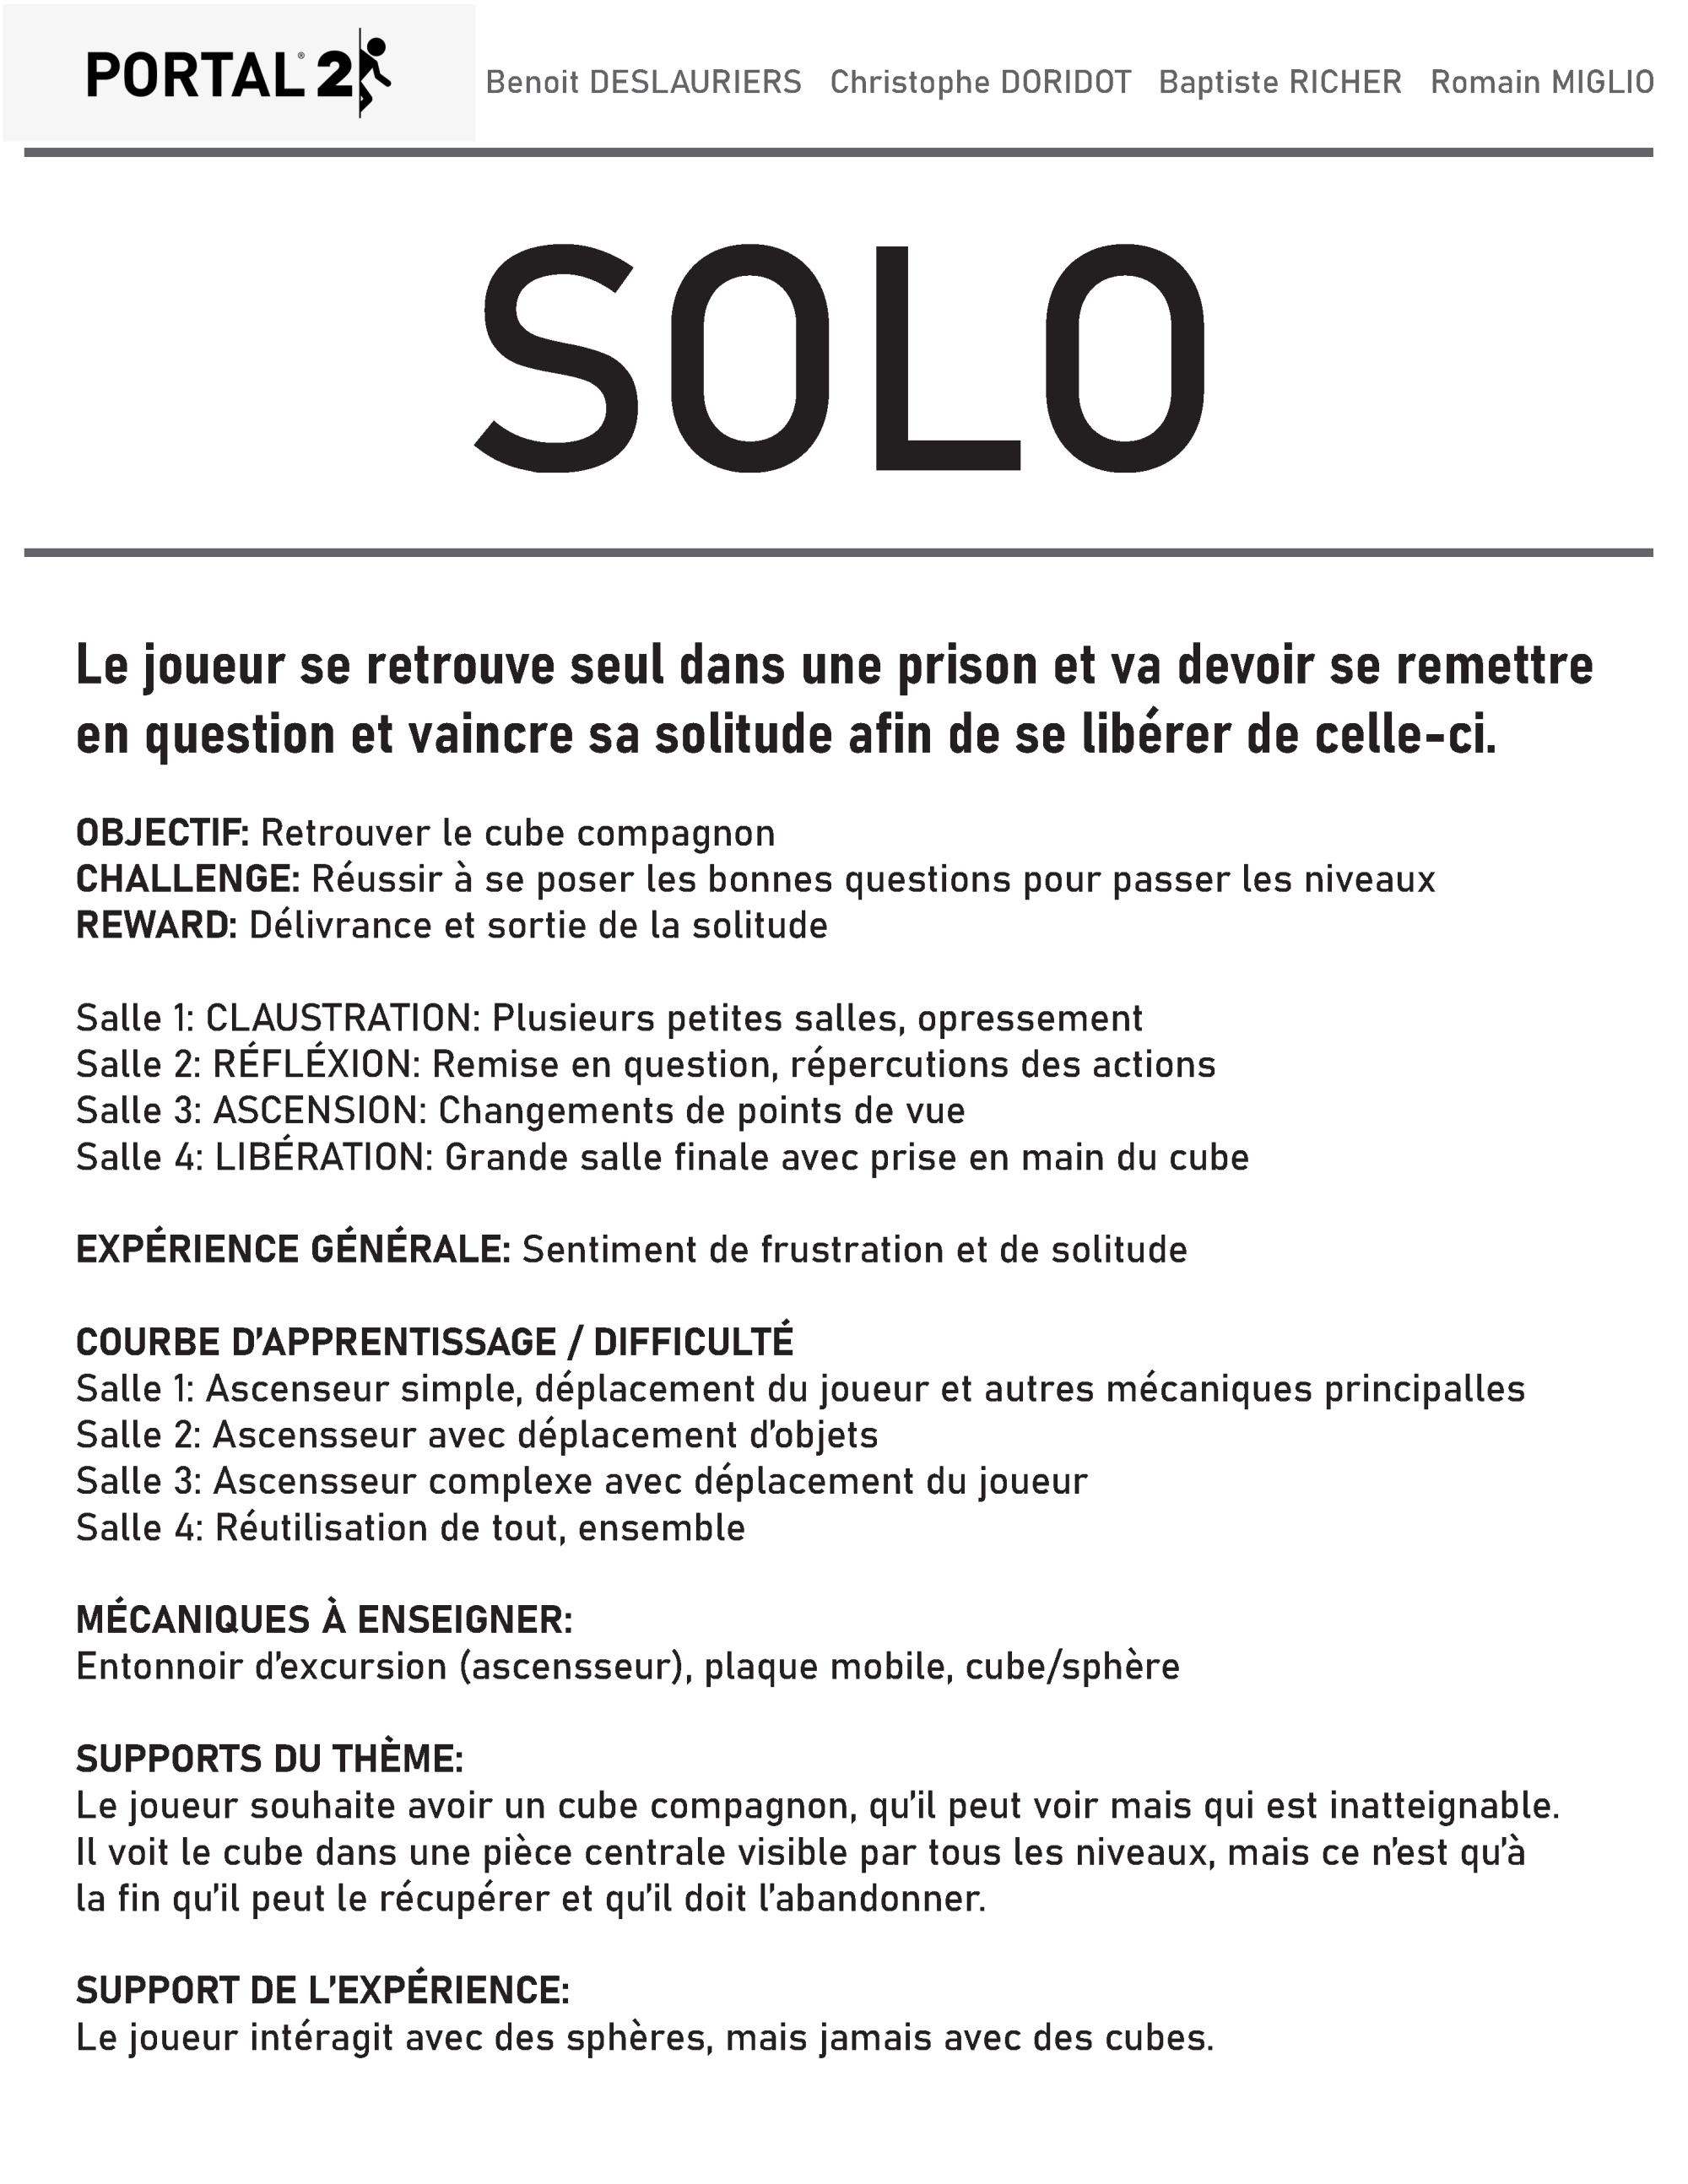 PORTAL® 2 Benoit DESLAURIERS Christophe DORIDOT Baptiste RICHER Romain MIGLIO
SOLO
Le joueur se retrouve seul dans une prison et va devoir se remettre
en question et vaincre sa solitude afin de se libérer de celle-ci.
OBJECTIF: Retrouver le cube compagnon
CHALLENGE: Réussir à se poser les bonnes questions pour passer les niveaux
REWARD: Délivrance et sortie de la solitude
Salle 1: CLAUSTRATION: Plusieurs petites salles, opressement
Salle 2: RÉFLÉXION: Remise en question, répercutions des actions
Salle 3: ASCENSION: Changements de points de vue
Salle 4: LIBÉRATION: Grande salle finale avec prise en main du cube
EXPÉRIENCE GÉNÉRALE: Sentiment de frustration et de solitude
COURBE D’APPRENTISSAGE / DIFFICULTÉ
Salle 1: Ascenseur simple, déplacement du joueur et autres mécaniques principalles
Salle 2: Ascensseur avec déplacement d’objets
Salle 3: Ascensseur complexe avec déplacement du joueur
Salle 4: Réutilisation de tout, ensemble
MÉCANIQUES À ENSEIGNER:
Entonnoir d’excursion (ascensseur), plaque mobile, cube/sphère
SUPPORTS DU THÈME:
Le joueur souhaite avoir un cube compagnon, qu’il peut voir mais qui est inatteignable.
Il voit le cube dans une pièce centrale visible par tous les niveaux, mais ce n’est qu’à
la fin qu’il peut le récupérer et qu’il doit l’abandonner.
SUPPORT DE L’EXPÉRIENCE:
Le joueur intéragit avec des sphères, mais jamais avec des cubes.